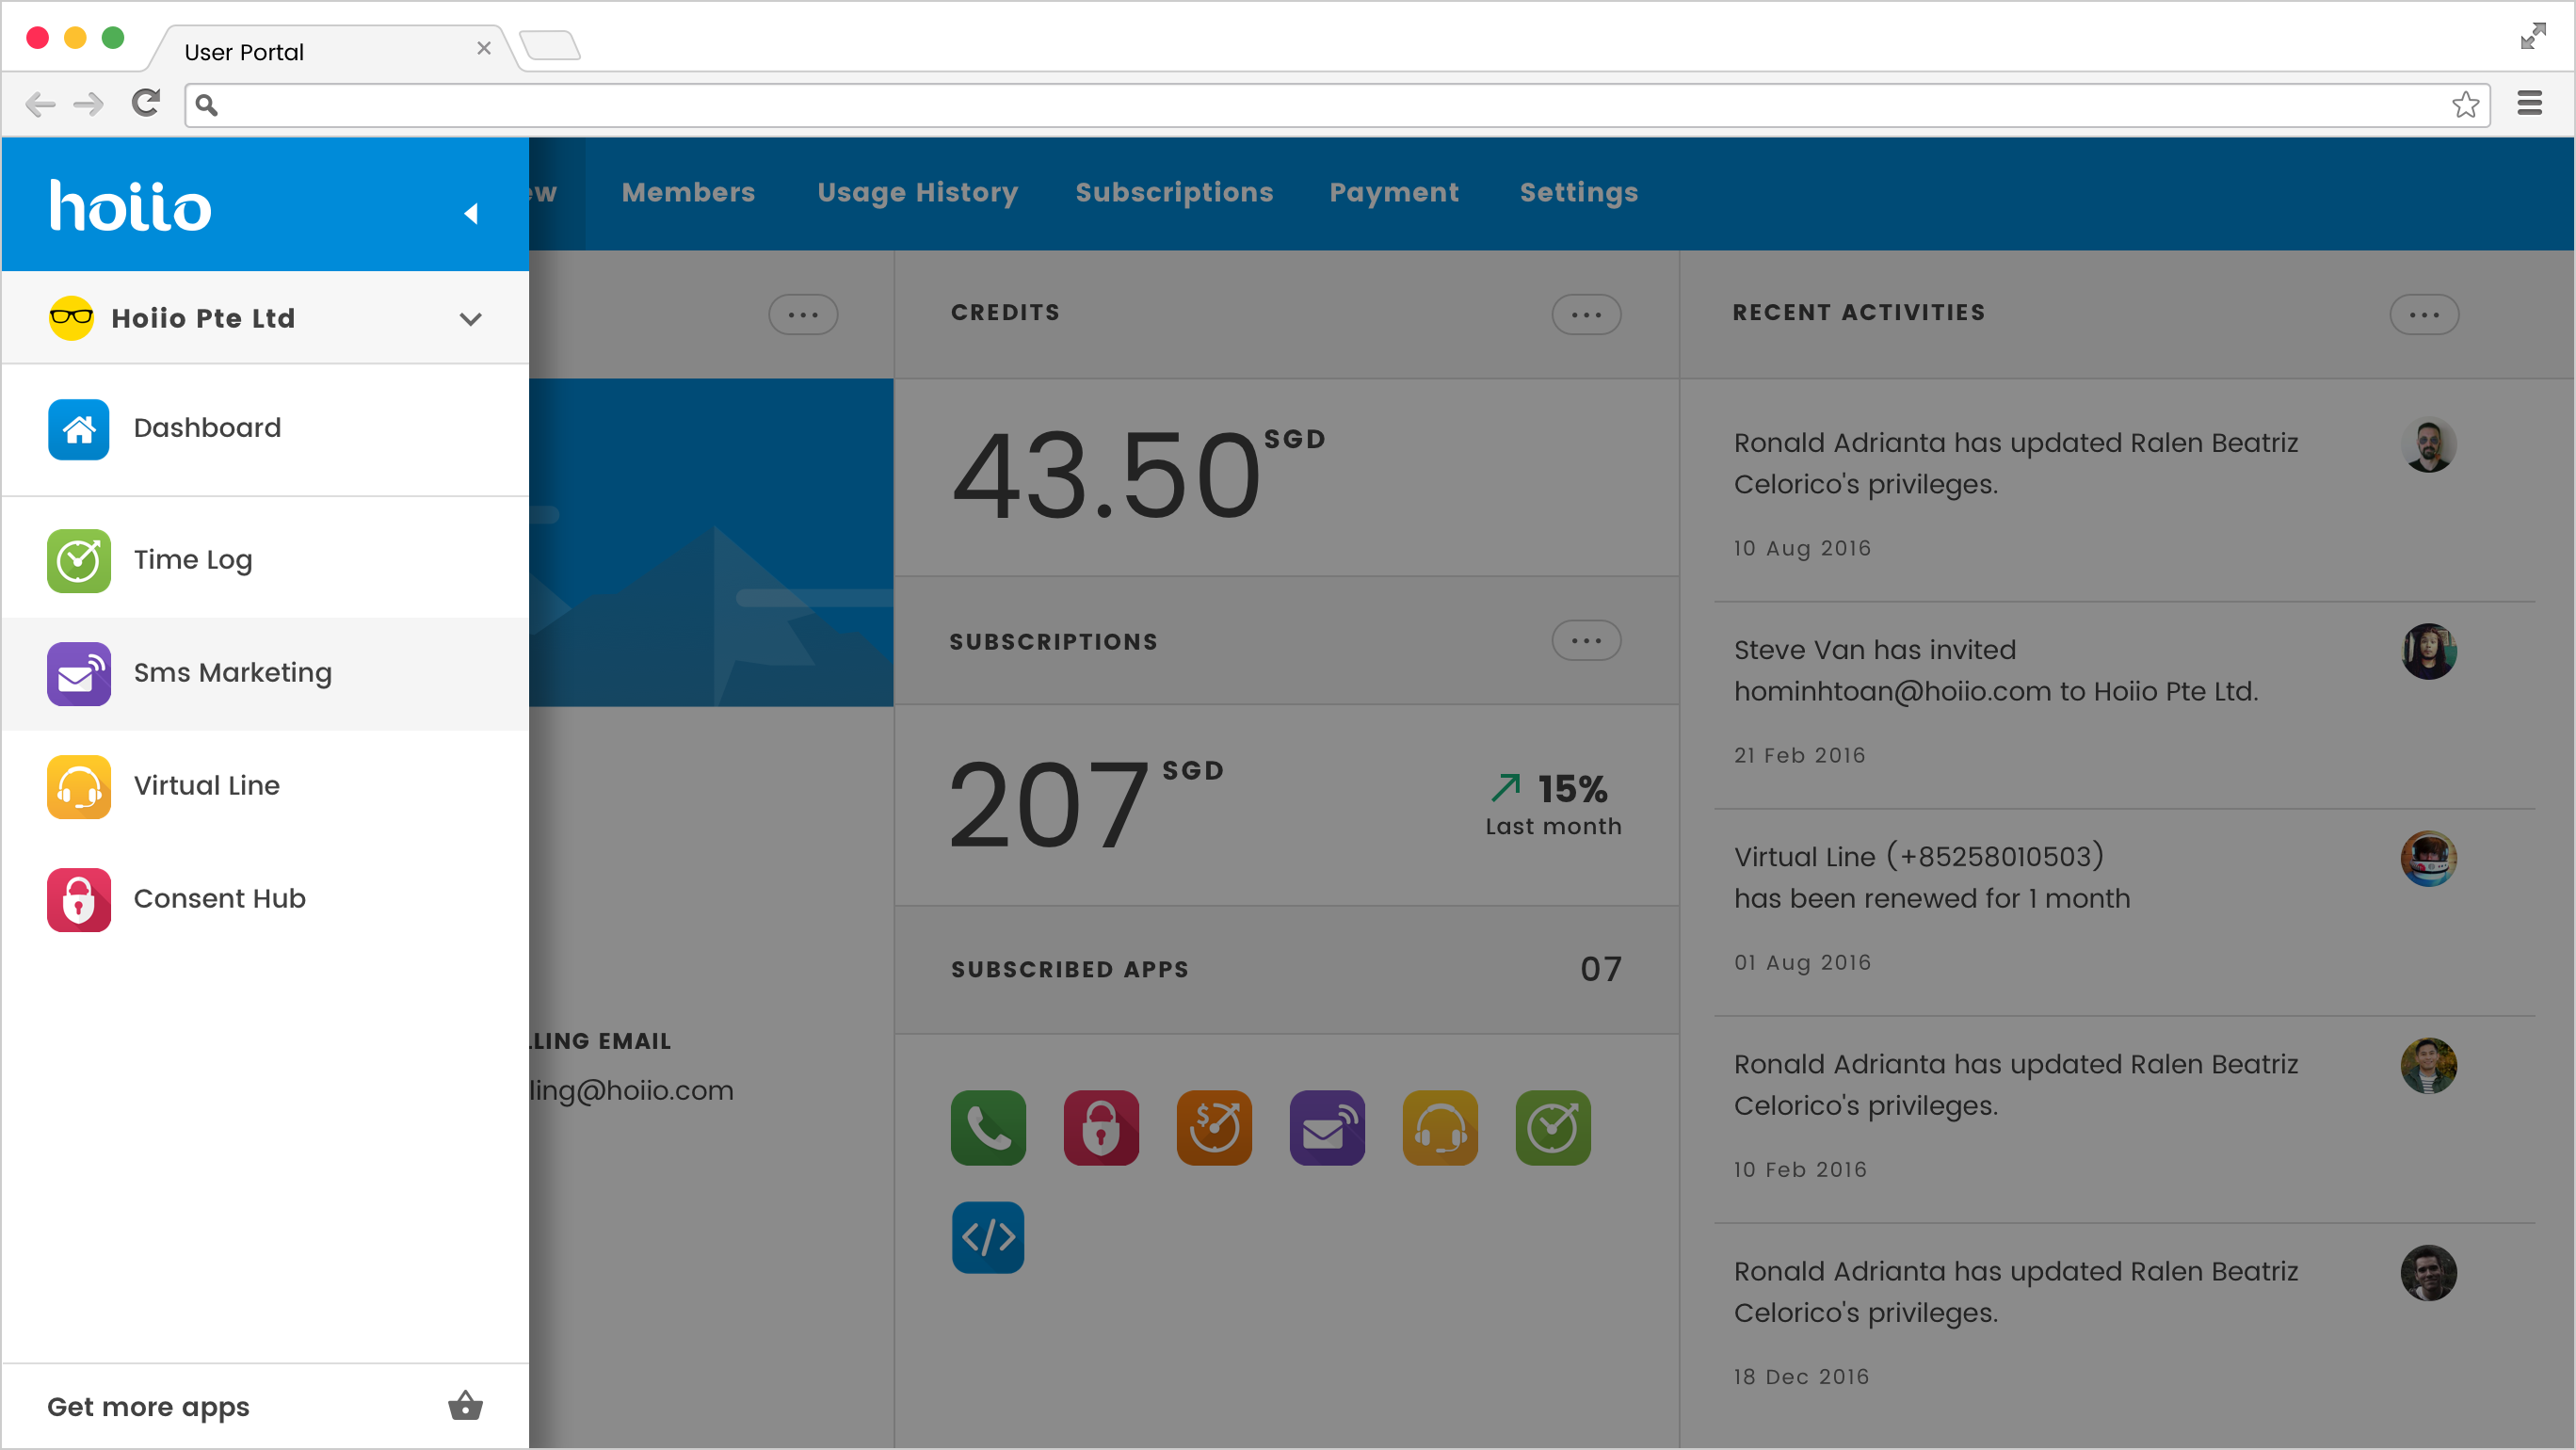 User Portal
hoiio
Members
Usage History
Subscriptions
Payment
Settings
Hoiio Pte Ltd
Dashboard
Time Log
Sms Marketing
Virtual Line
Consent Hub
Get more apps
LLING EMAIL
ling@hoiio.com
CREDITS
43.50 SGD
SUBSCRIPTIONS
207 SGD
15%
Last month
SUBSCRIBED APPS
07
RECENT ACTIVITIES
Ronald Adrianta has updated Ralen Beatriz
Celorico's privileges.
10 Aug 2016
Steve Van has invited
hominhtoan@hoiio.com to Hoiio Pte Ltd.
21 Feb 2016
Virtual Line (+85258010503)
has been renewed for 1 month
01 Aug 2016
Ronald Adrianta has updated Ralen Beatriz
Celorico's privileges.
10 Feb 2016
Ronald Adrianta has updated Ralen Beatriz
Celorico's privileges.
18 Dec 2016